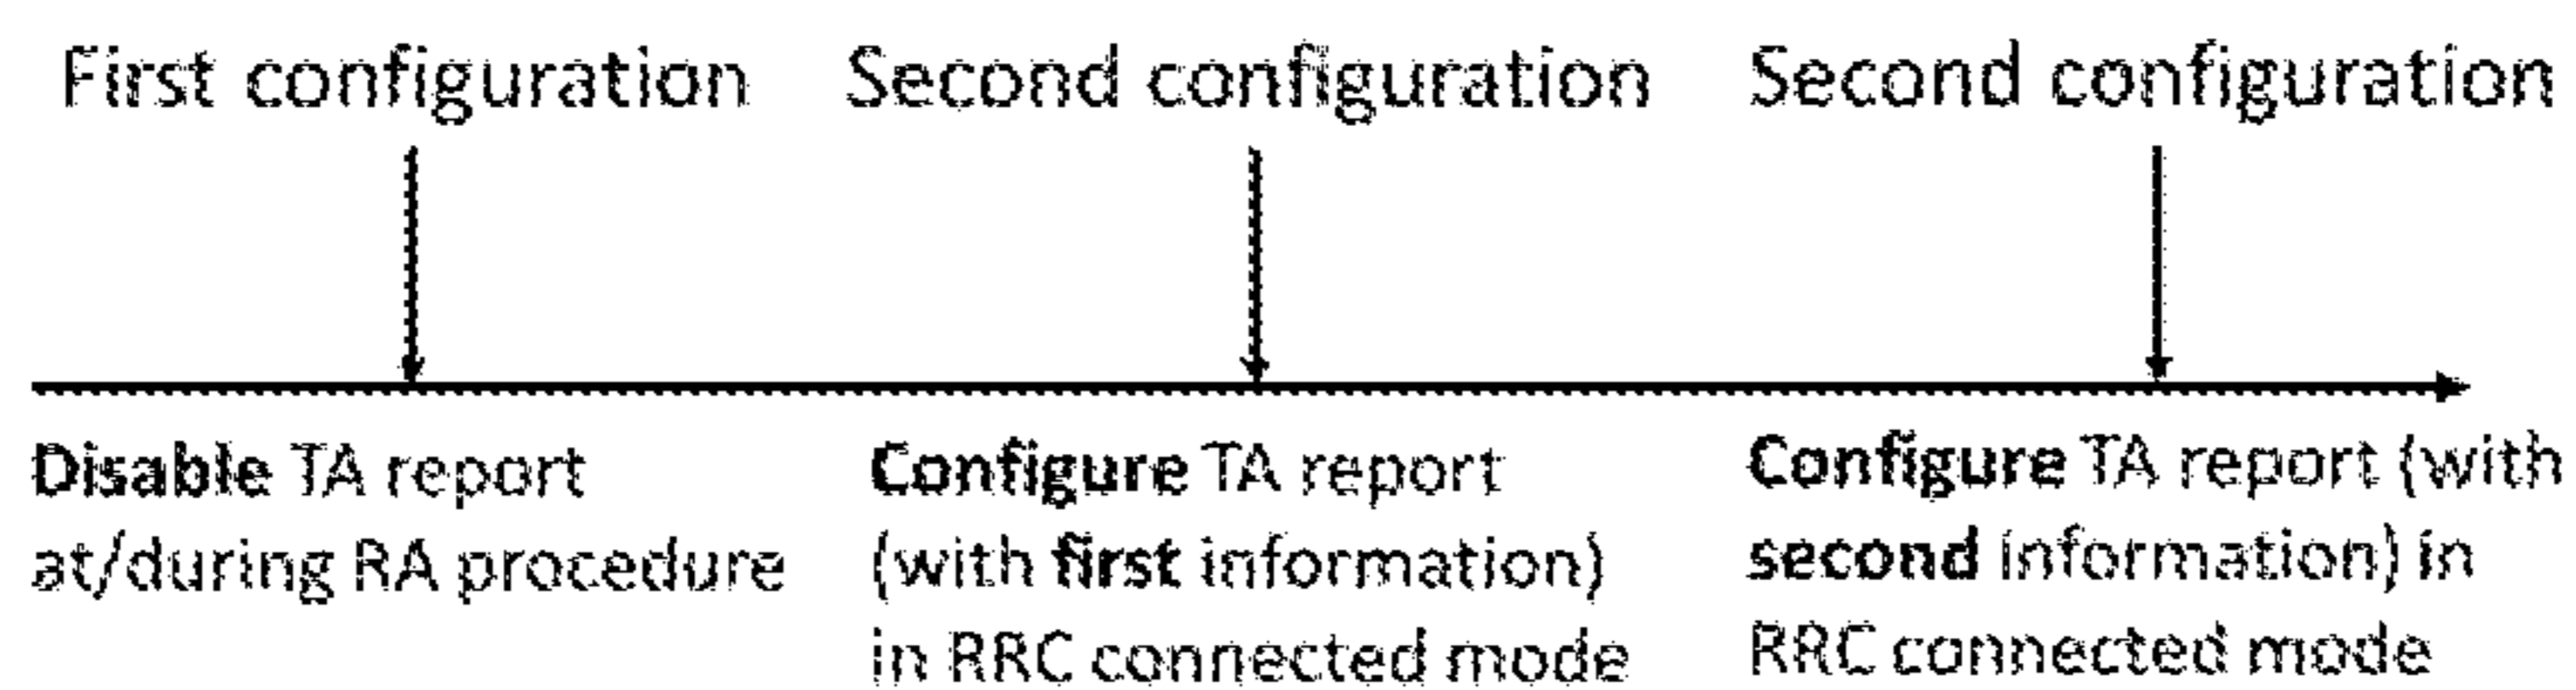 First configuration
Second configuration
Second configuration
Disable TA report
at/during RA procedure
Configure TA report
(with first information)
in RRC connected mode
Configure TA report (with
second information) in
RRC connected mode